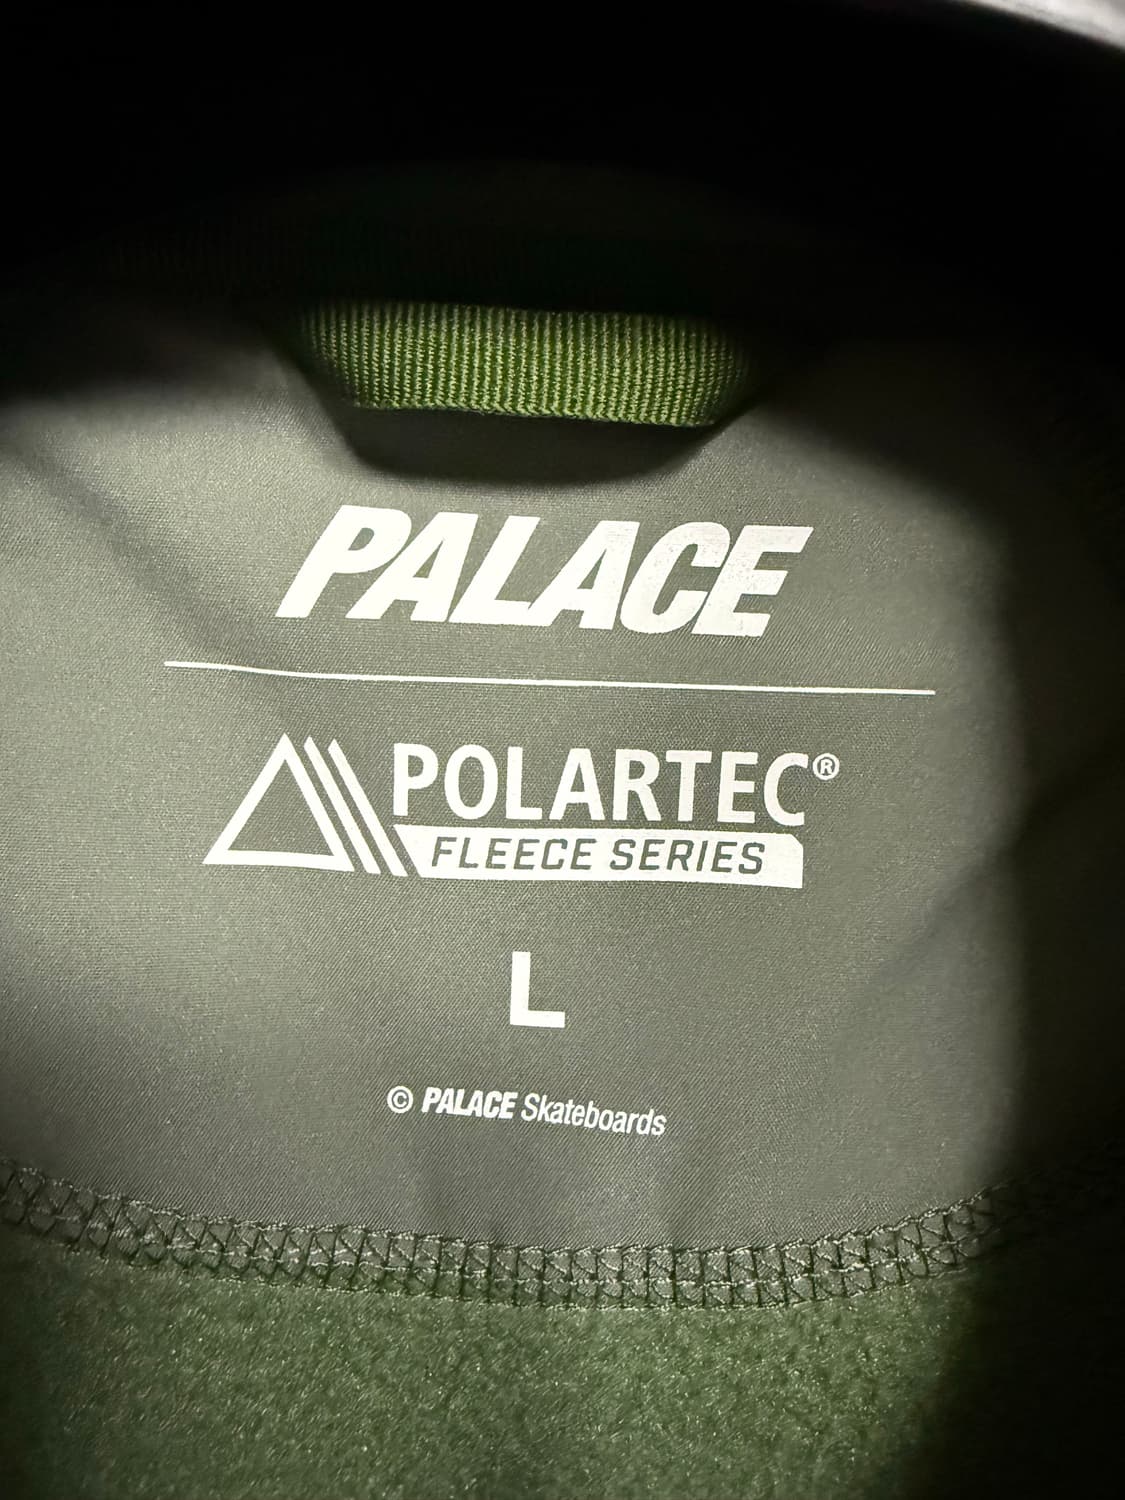 PALACE
POLARTEC®
FLEECE SERIES
L
© PALACE Skateboards